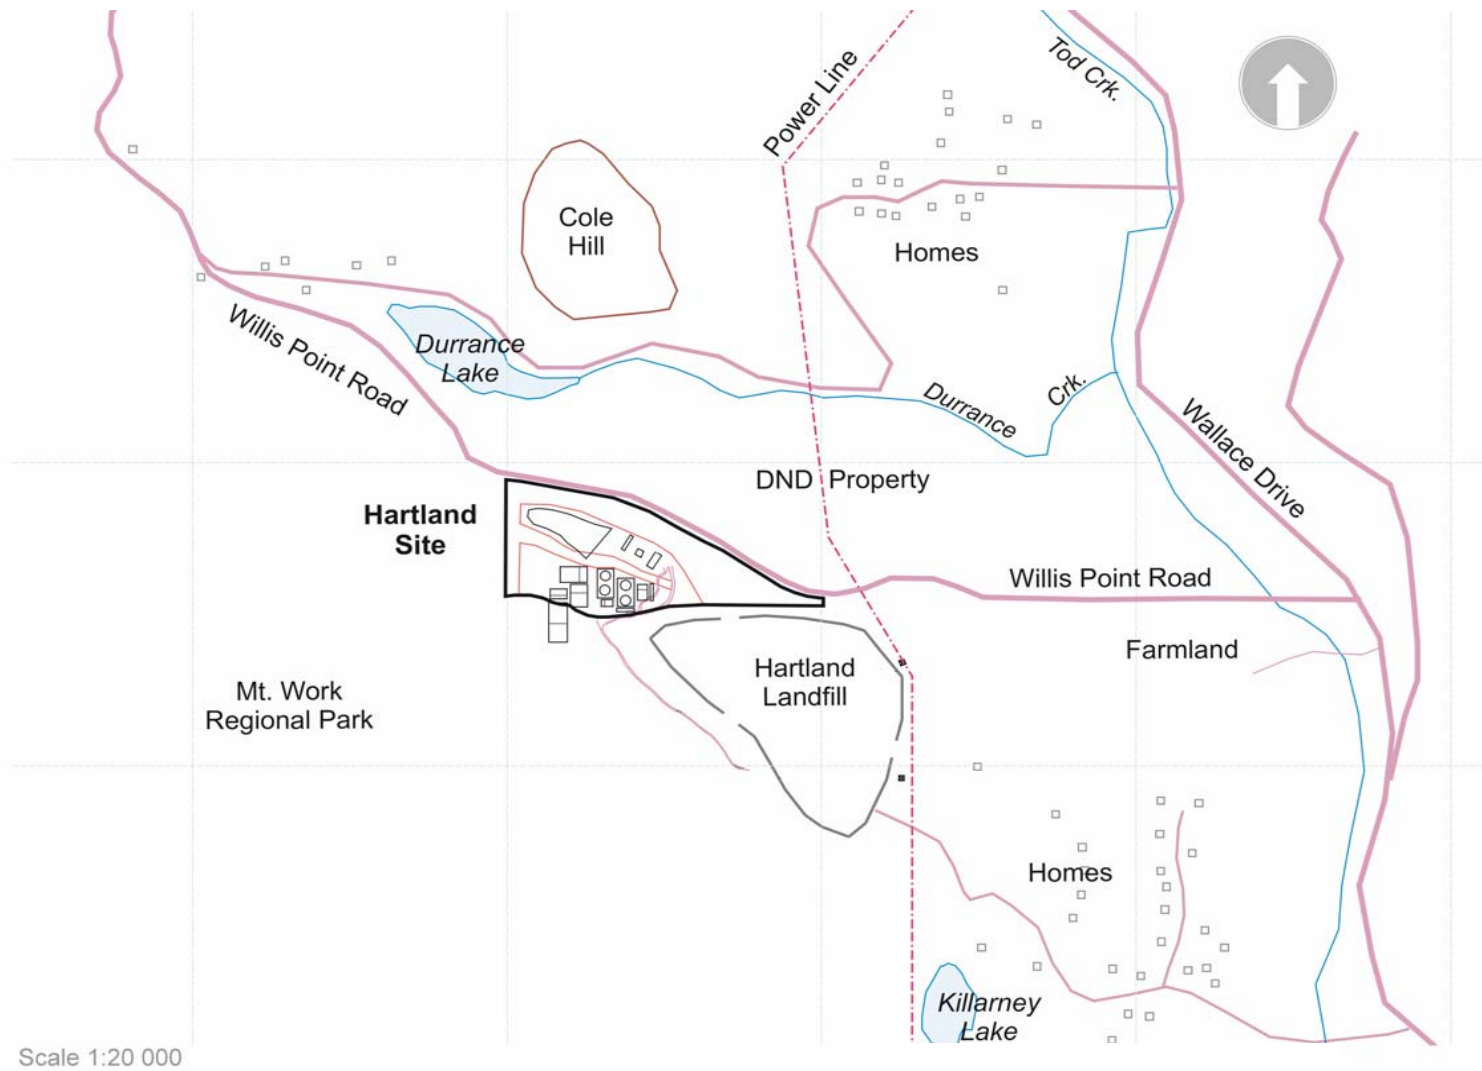 Tod Crk.
Power Line
Cole
Hill
Homes
Willis Point Road
Durrance
Lake
Durrance
Crk.
Wallace Drive
DND Property
Hartland
Site
Willis Point Road
Farmland
Hartland
Landfill
Mt. Work
Regional Park
Homes
Killarney
Lake
Scale 1:20 000